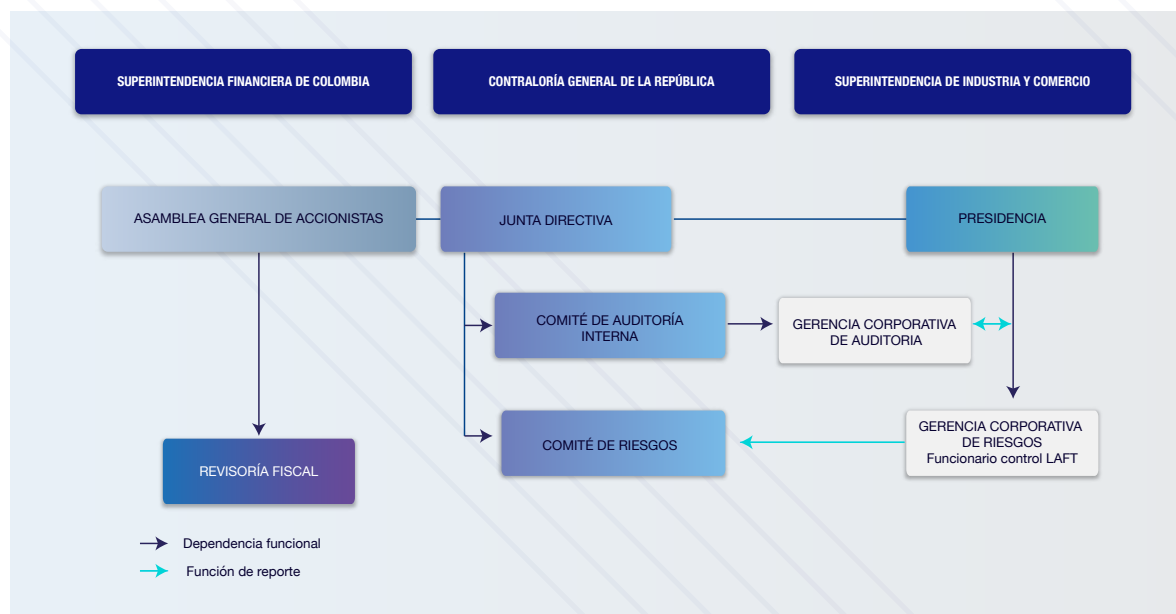 SUPERINTENDENCIA FINANCIERA DE COLOMBIA
CONTRALORÍA GENERAL DE LA REPÚBLICA
SUPERINTENDENCIA DE INDUSTRIA Y COMERCIO
ASAMBLEA GENERAL DE ACCIONISTAS
JUNTA DIRECTIVA
PRESIDENCIA
COMITÉ DE AUDITORÍA
INTERNA
GERENCIA CORPORATIVA
DE AUDITORIA
COMITÉ DE RIESGOS
GERENCIA CORPORATIVA
DE RIESGOS
Funcionario control LAFT
REVISORÍA FISCAL
Dependencia funcional
Función de reporte